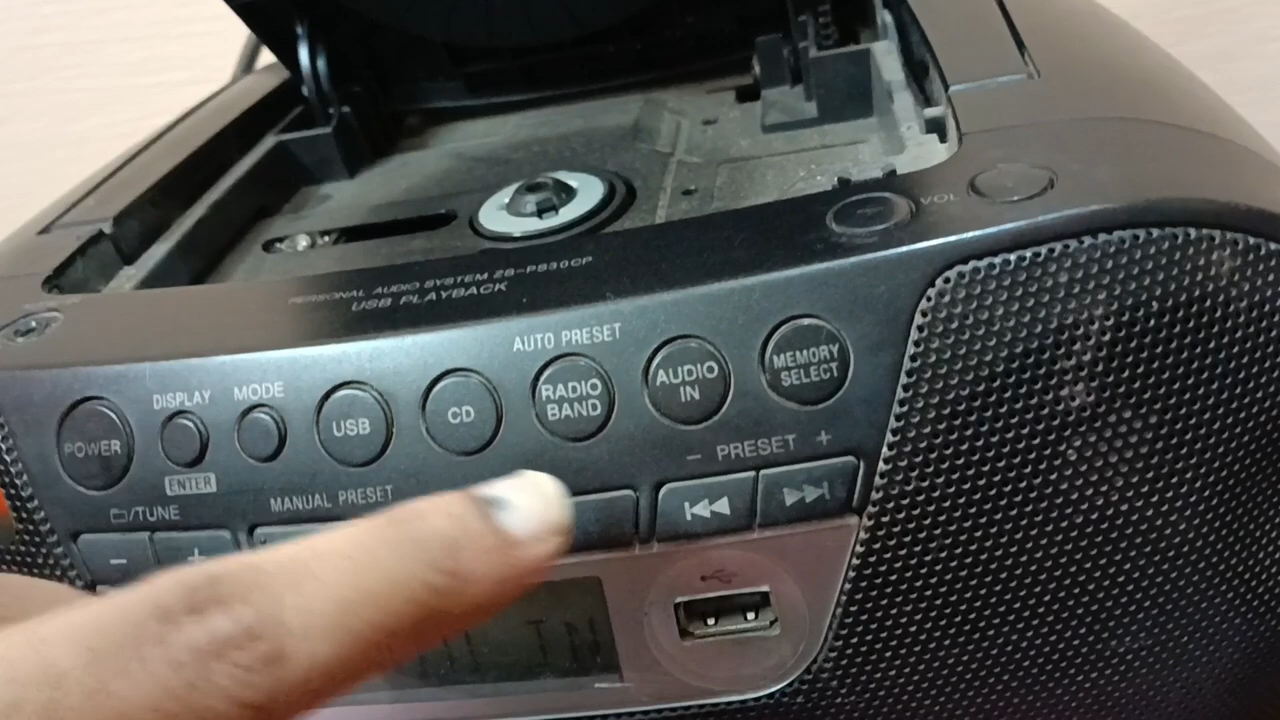 VOL
PERSONAL AUDIO SYSTEM ZS-PS30CP
USB PLAYBACK
AUTO PRESET
POWER
DISPLAY
ENTER
MODE
USB
CD
RADIO
BAND
AUDIO
IN
MEMORY
SELECT
/TUNE
- +
MANUAL PRESET
- PRESET +
IN